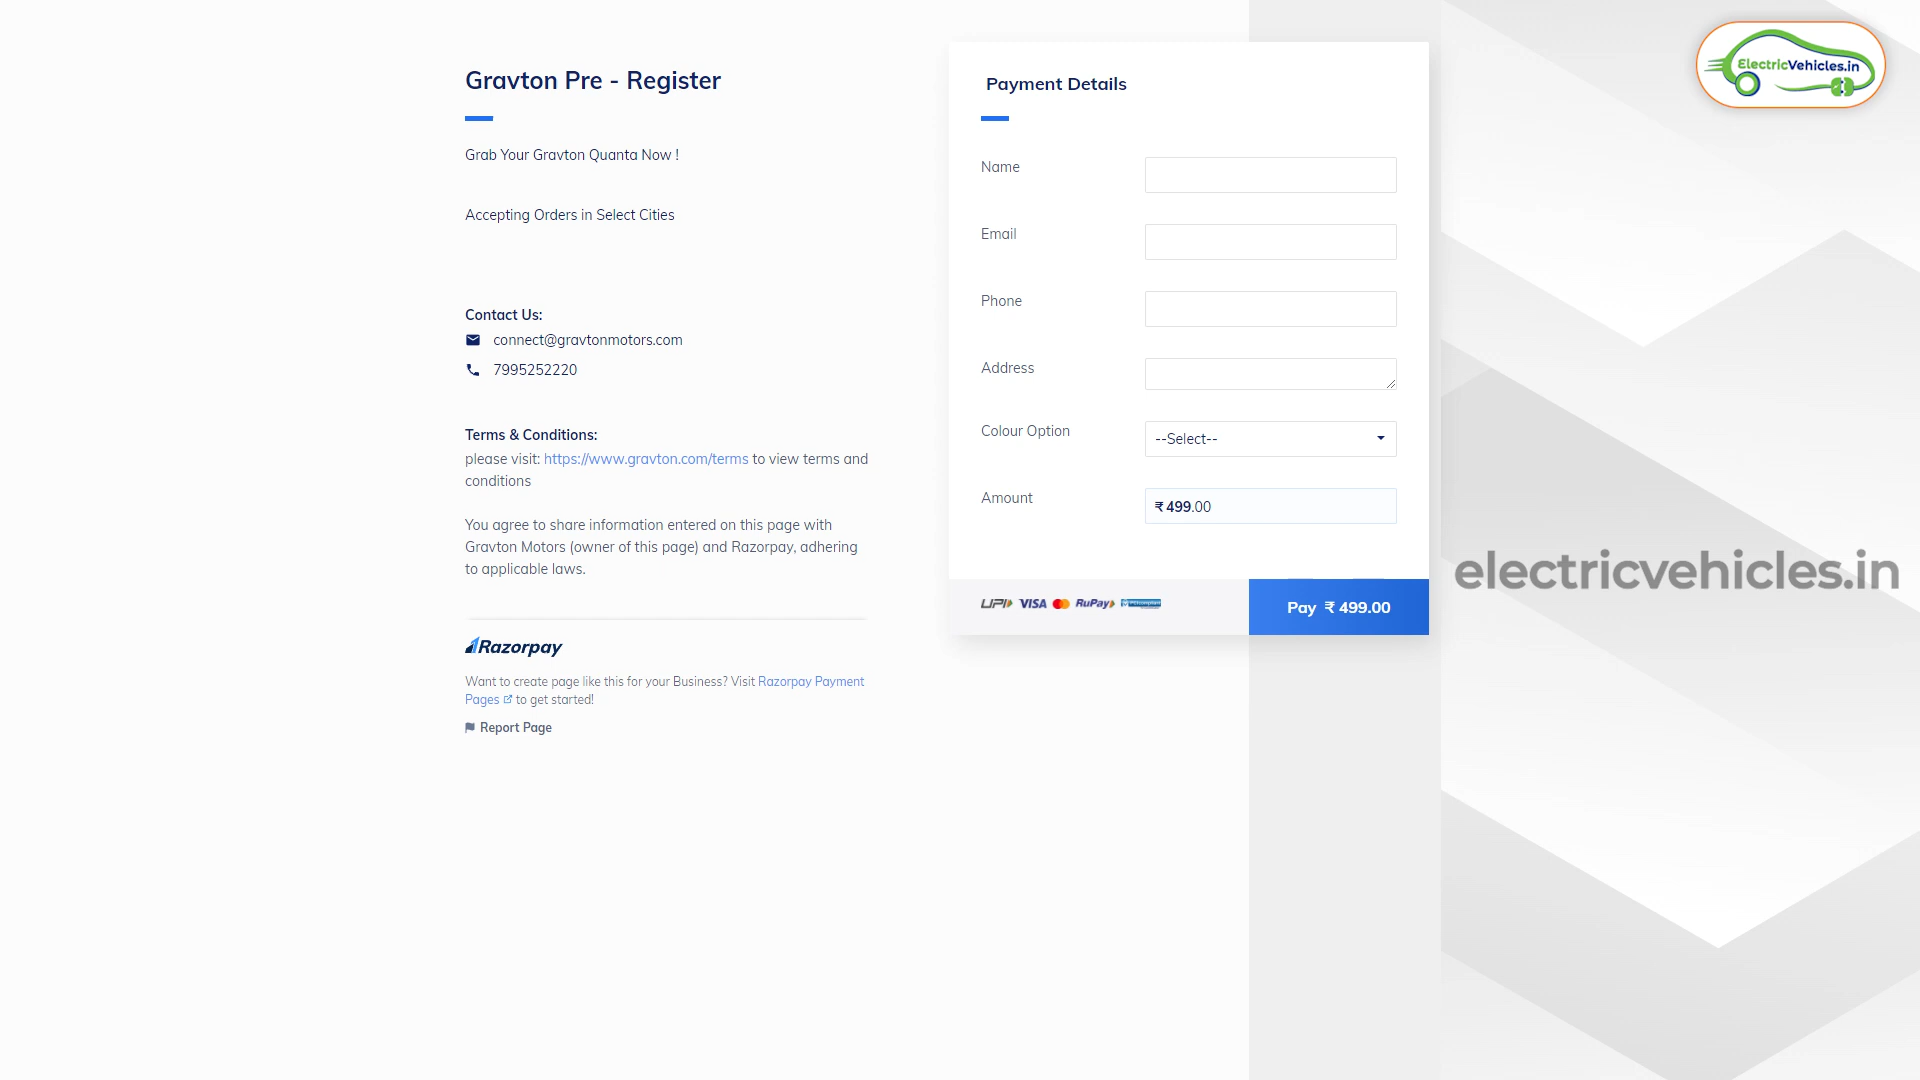 Gravton Pre - Register
Grab Your Gravton Quanta Now !
Accepting Orders in Select Cities
Contact Us:
connect@gravtonmotors.com
7995252220
Terms & Conditions:
please visit: https://www.gravton.com/terms to view terms and
conditions
You agree to share information entered on this page with
Gravton Motors (owner of this page) and Razorpay, adhering
to applicable laws.
Razorpay
Want to create page like this for your Business? Visit Razorpay Payment
Pages to get started!
Report Page
Payment Details
Name
Email
Phone
Address
Colour Option
--Select--
Amount
₹ 499.00
UPI VISA RuPay
Pay ₹ 499.00
ElectricVehicles.in
electricvehicles.in